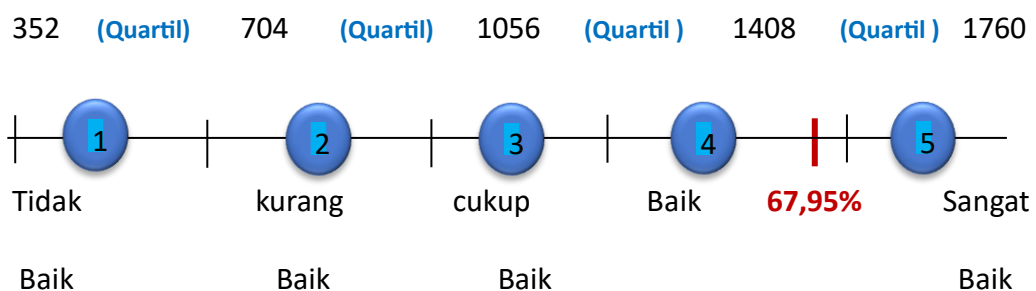 352 (Quartil) 704 (Quartil) 1056 (Quartil ) 1408 (Quartil ) 1760
1 2 3 4 5
Tidak kurang cukup Baik 67,95% Sangat
Baik Baik Baik Baik